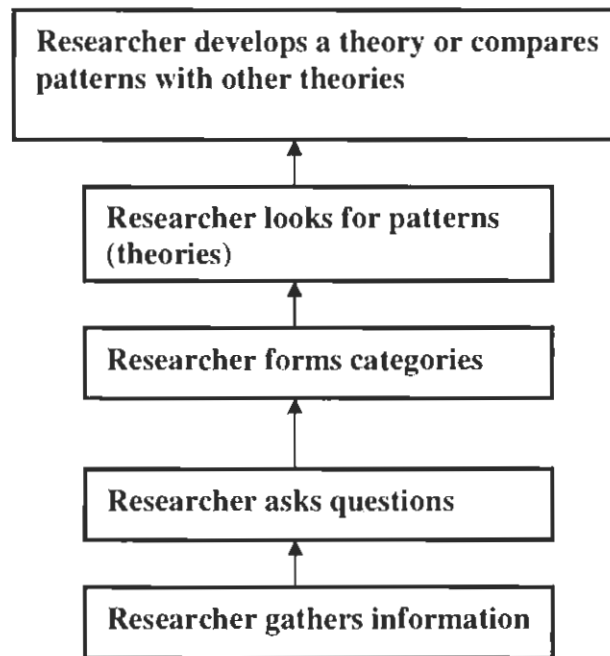 Researcher develops a theory or compares
patterns with other theories
Researcher looks for patterns
(theories)
Researcher forms categories
Researcher asks questions
Researcher gathers information